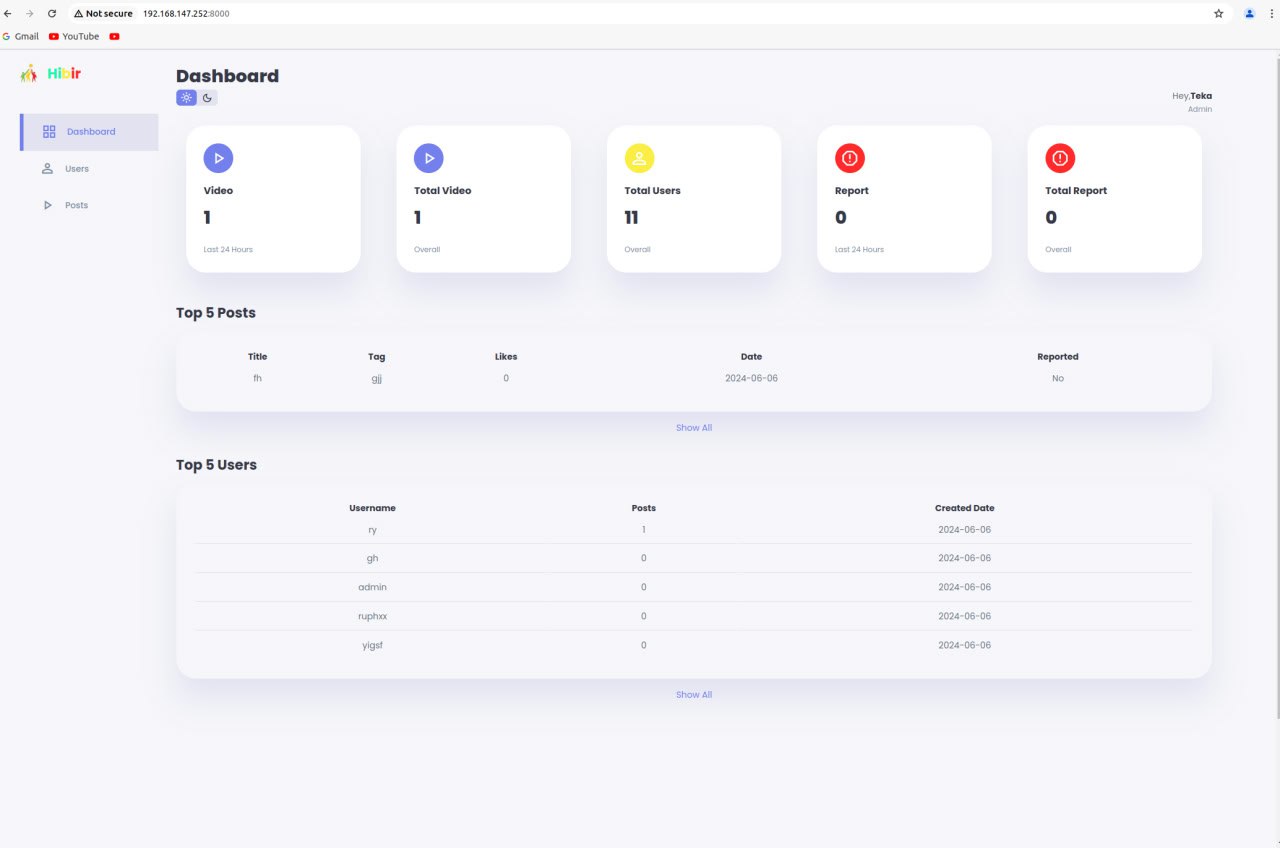 Not secure 192.168.147.252:8000
Gmail YouTube
Hibir
Dashboard
Hey,Teka
Admin
Dashboard
Users
Posts
Video
1
Last 24 Hours
Total Video
1
Overall
Total Users
11
Overall
Report
0
Last 24 Hours
Total Report
0
Overall
Top 5 Posts
Title Tag Likes Date Reported
fh gjj 0 2024-06-06 No
Show All
Top 5 Users
Username Posts Created Date
ry 1 2024-06-06
gh 0 2024-06-06
admin 0 2024-06-06
ruphxx 0 2024-06-06
yigsf 0 2024-06-06
Show All